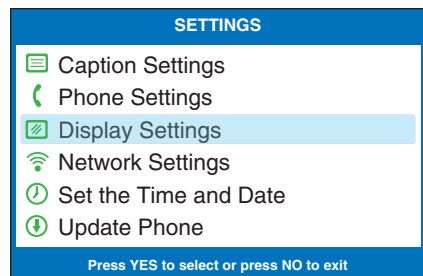 SETTINGS
Caption Settings
Phone Settings
Display Settings
Network Settings
Set the Time and Date
Update Phone
Press YES to select or press NO to exit